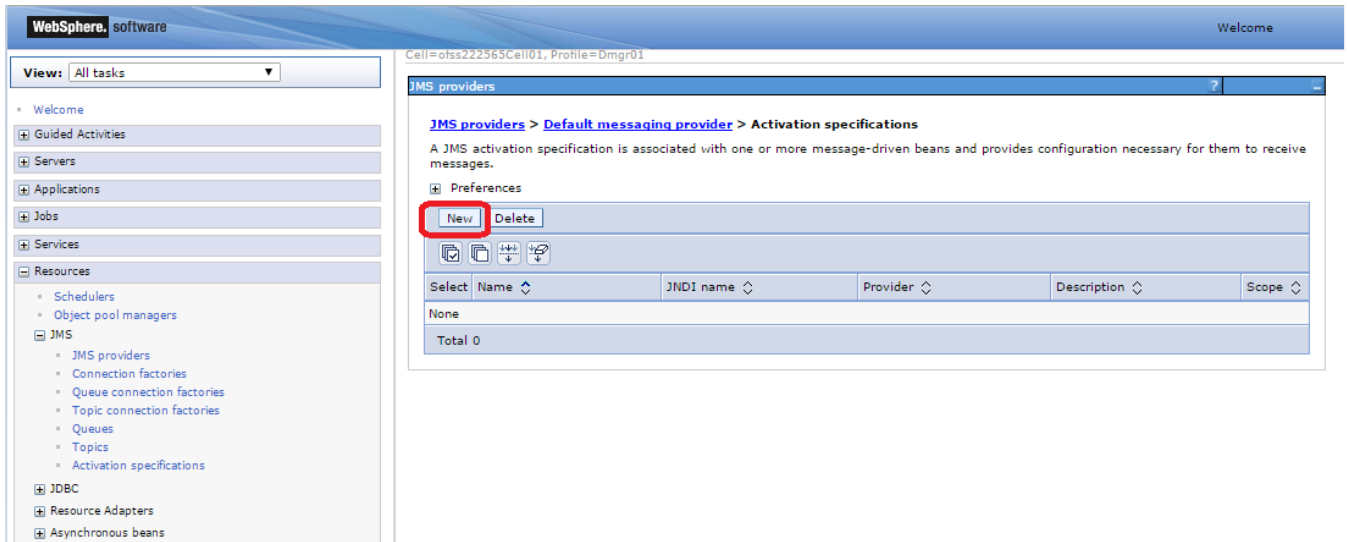 WebSphere. software
Welcome
View: All tasks
Welcome
Guided Activities
Servers
Applications
Jobs
Services
Resources
Schedulers
Object pool managers
JMS
JMS providers
Connection factories
Queue connection factories
Topic connection factories
Queues
Topics
Activation specifications
JDBC
Resource Adapters
Asynchronous beans
Cell=ofss222565Cell01, Profile=Dmgr01
JMS providers ? -
JMS providers > Default messaging provider > Activation specifications
A JMS activation specification is associated with one or more message-driven beans and provides configuration necessary for them to receive
messages.
Preferences
New Delete
Select Name JNDI name Provider Description Scope
None
Total 0